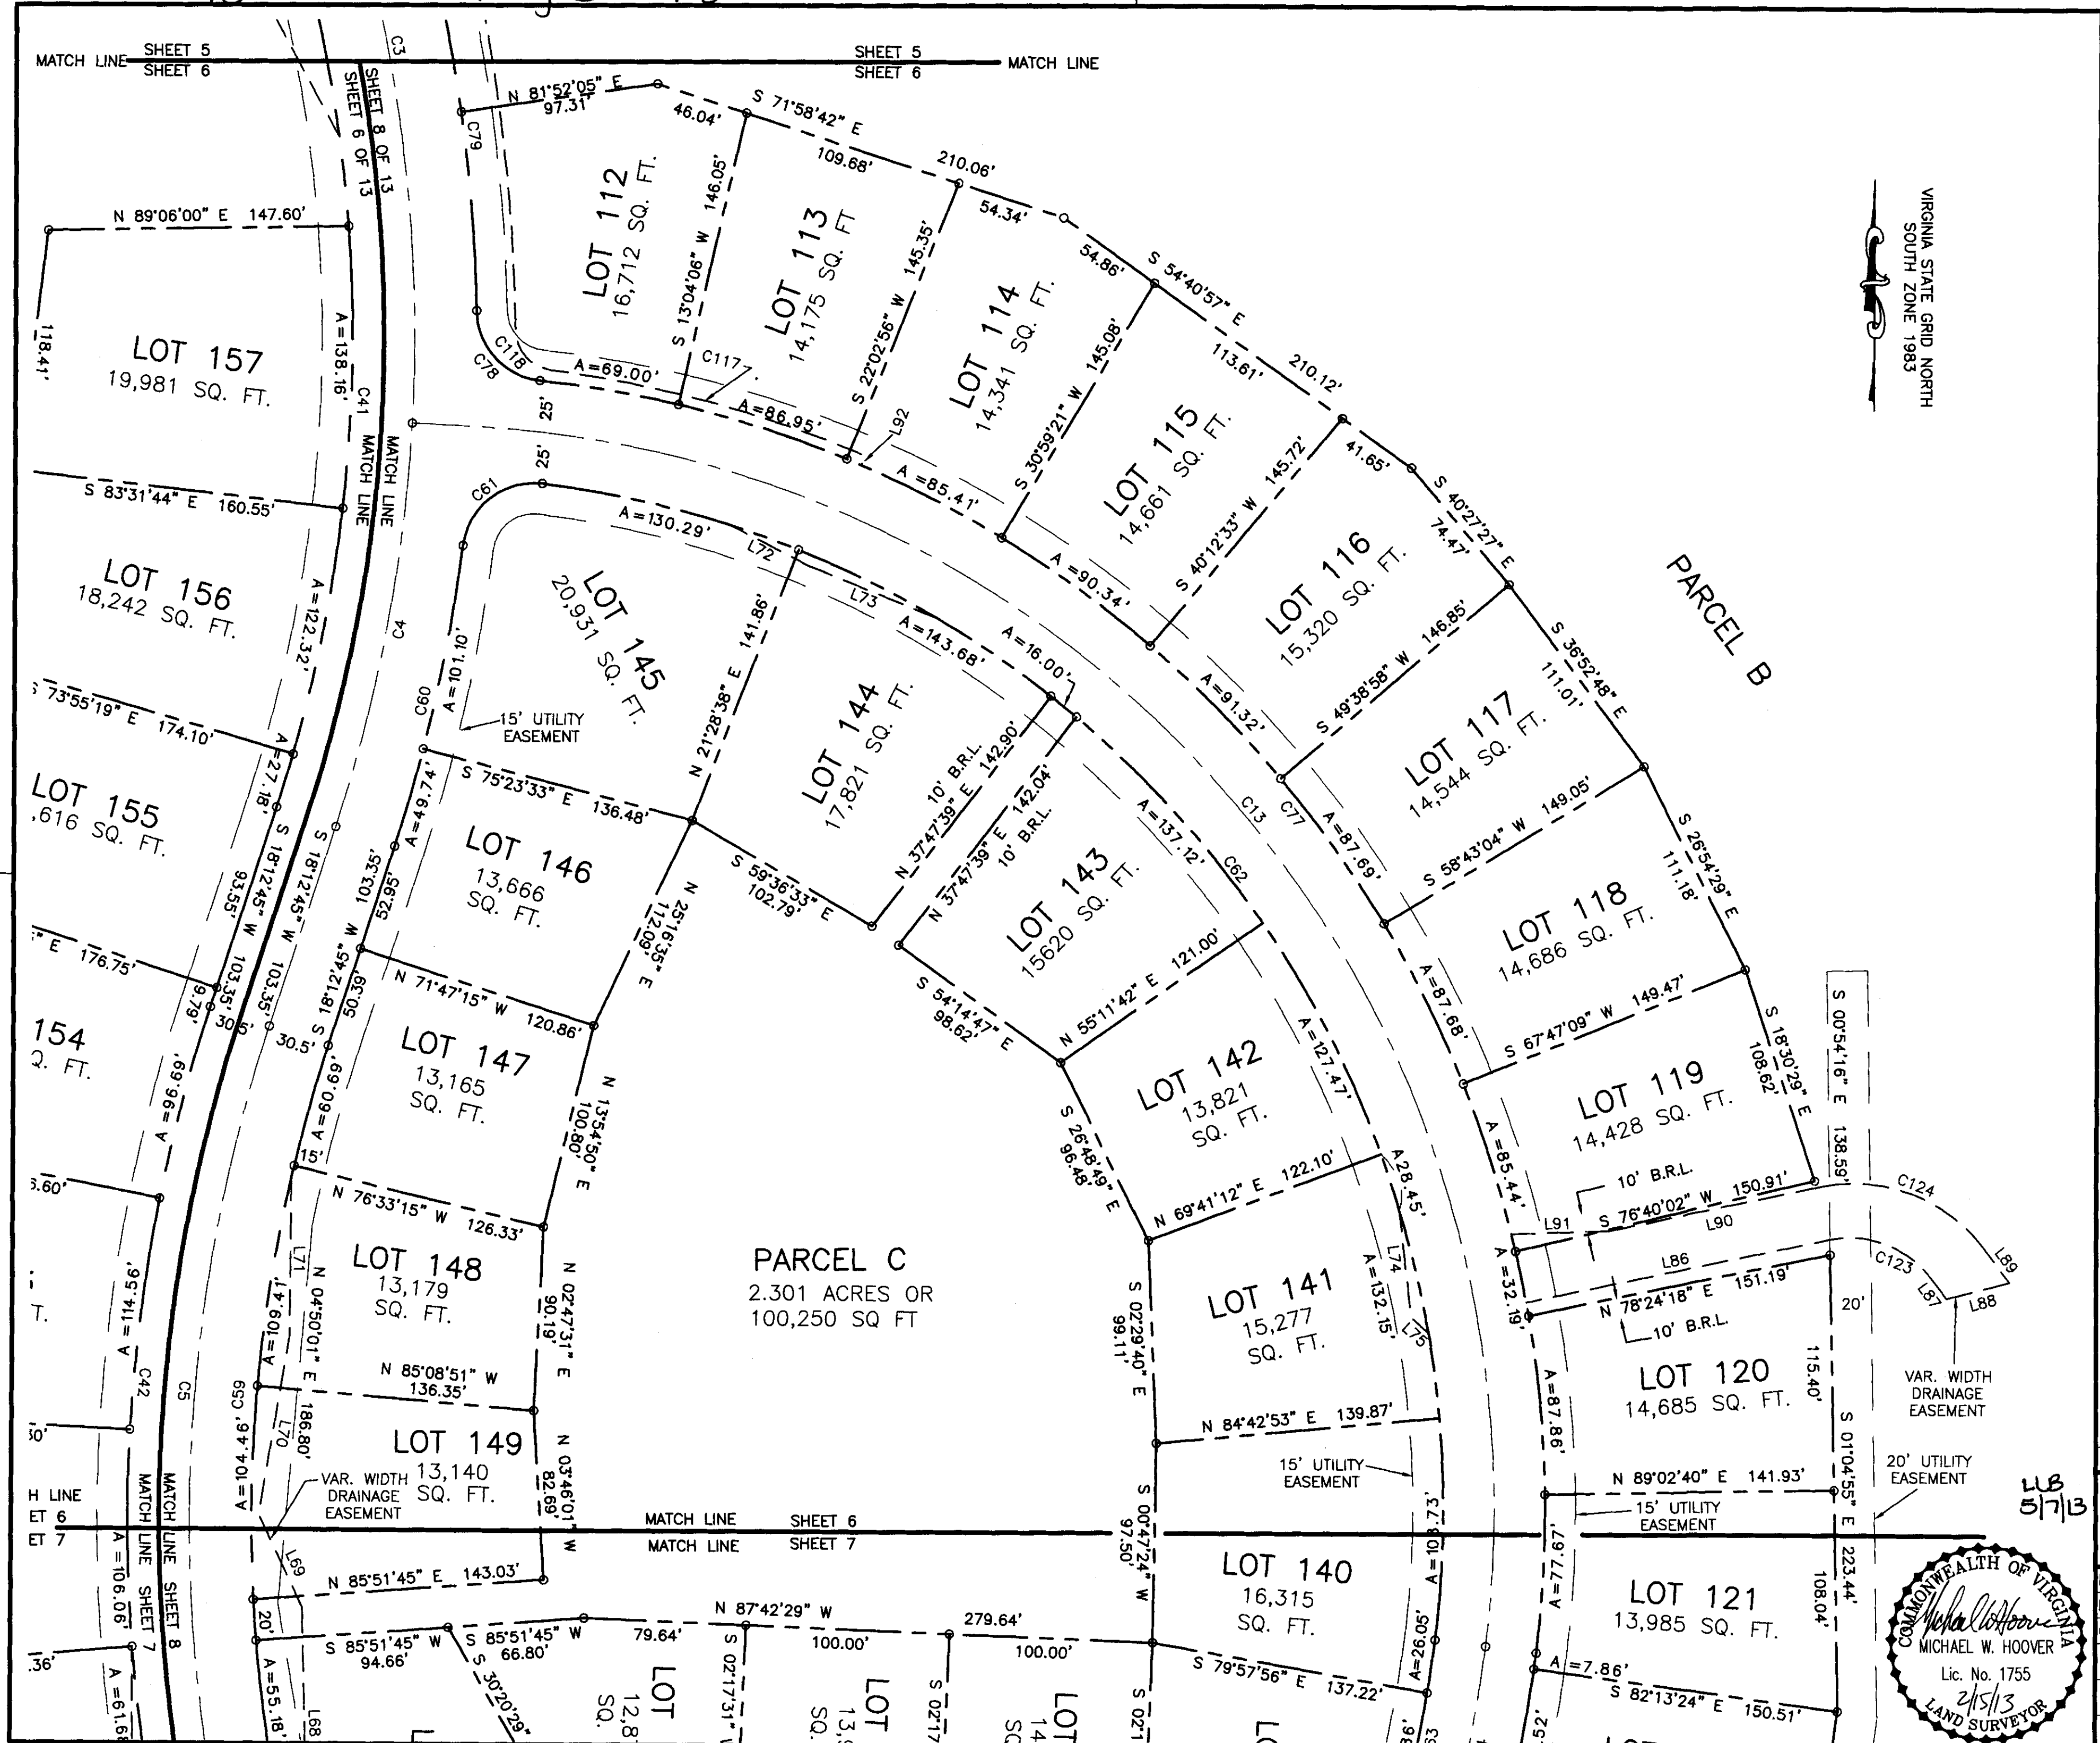 MATCH LINE
SHEET 5
SHEET 6
SHEET 5
SHEET 6
MATCH LINE
C3
SHEET 8 OF 13
SHEET 6 OF 13
N 81°52'05" E
97.31'
46.04'
S 71°58'42" E
210.06'
109.68'
54.34'
54.86'
S 54°40'57" E
210.12'
113.61'
41.65'
S 40°27'27" E
74.47'
S 36°52'48" E
111.01'
S 26°54'29" E
111.18'
S 18°30'29" E
108.62'
VIRGINIA STATE GRID NORTH
SOUTH ZONE 1983
PARCEL B
C79
LOT 112
16,712 SQ. FT.
S 13°04'06" W 146.05'
LOT 113
14,175 SQ. FT
S 22°02'56" W 145.35'
LOT 114
14,341 SQ. FT.
S 30°59'21" W 145.08'
LOT 115
14,661 SQ. FT.
S 40°12'33" W 145.72'
LOT 116
15,320 SQ. FT.
S 49°38'58" W 146.85'
LOT 117
14,544 SQ. FT.
S 58°43'04" W 149.05'
LOT 118
14,686 SQ. FT.
S 67°47'09" W 149.47'
LOT 119
14,428 SQ. FT.
10' B.R.L.
S 76°40'02" W 150.91'
L91
L90
L86
N 78°24'18" E 151.19'
10' B.R.L.
LOT 120
14,685 SQ. FT.
115.40'
N 89°02'40" E 141.93'
15' UTILITY
EASEMENT
LOT 121
13,985 SQ. FT.
108.04'
S 82°13'24" E 150.51'
S 00°54'16" E 138.59'
C124
C123
L89
L88
L87
20'
VAR. WIDTH
DRAINAGE
EASEMENT
S 01°04'55" E 223.44'
20' UTILITY
EASEMENT
C118
C78
A=69.00'
C117
A=86.95'
L92
A=85.41'
A=90.34'
A=91.32'
C13
C77
A=87.69'
A=87.68'
A=85.44'
A=32.19'
A=87.86'
A=77.67'
A=7.86'
.52'
25'
25'
C61
A=130.29'
L72
L73
A=143.68'
A=16.00'
A=137.12'
C62
A=127.47'
A28.45'
L74
A=132.15'
L75
A=26.05'
N 89°06'00" E 147.60'
118.41'
LOT 157
19,981 SQ. FT.
A=138.16'
C41
MATCH LINE
MATCH LINE
S 83°31'44" E 160.55'
LOT 156
18,242 SQ. FT.
A=122.32'
C4
S 73°55'19" E 174.10'
A=27.18'
LOT 155
,616 SQ. FT.
S 18°12'45" W 103.35'
93.55'
S 18°12'45" W 103.35'
" E 176.75'
9.79'
30.5'
30.5'
154
Q. FT.
A =96.69'
A=114.56'
C42
C5
LOT 145
20,931 SQ. FT.
C60
A=101.10'
15' UTILITY
EASEMENT
N 21°28'38" E 141.86'
S 75°23'33" E 136.48'
LOT 144
17,821 SQ. FT.
10' B.R.L.
N 37°47'39" E 142.90'
N 37°47'39" E 142.04'
10' B.R.L.
S 59°36'33" E
102.79'
LOT 143
15620 SQ. FT.
S 54°14'47" E
98.62'
N 55°11'42" E 121.00'
LOT 142
13,821
SQ. FT.
S 26°48'49" E
96.48'
N 69°41'12" E 122.10'
LOT 141
15,277
SQ. FT.
S 02°29'40" E
99.11'
N 84°42'53" E 139.87'
15' UTILITY
EASEMENT
S 00°47'24" W
97.50'
LOT 140
16,315
SQ. FT.
S 79°57'56" E 137.22'
A=49.74'
LOT 146
13,666
SQ. FT.
S 18°12'45" W 103.35'
52.95'
50.39'
N 25°16'35" E
112.09'
N 71°47'15" W 120.86'
LOT 147
13,165
SQ. FT.
A=60.69'
15'
N 13°54'50" E
100.80'
N 76°33'15" W 126.33'
LOT 148
13,179
SQ. FT.
L71
N 04°50'01" E 186.80'
A=109.47'
N 02°47'31" E
90.19'
N 85°08'51" W
136.35'
LOT 149
13,140
SQ. FT.
C59
L70
A=104.46'
VAR. WIDTH
DRAINAGE
EASEMENT
N 03°46'01" W
82.69'
PARCEL C
2.301 ACRES OR
100,250 SQ FT
MATCH LINE SHEET 6
MATCH LINE SHEET 7
H LINE
ET 6
ET 7
MATCH LINE SHEET 7
MATCH LINE SHEET 8
A =106.06'
A =61.68
.36'
L69
N 85°51'45" E 143.03'
20'
S 85°51'45" W
94.66'
S 85°51'45" W
66.80'
N 87°42'29" W 279.64'
79.64'
100.00'
100.00'
A=55.18'
L68
S 30°20'29"
LOT
12,8
SQ.
S 02°17'31" W
LOT
SQ.
S 02°17
LOT
14
S 02°1
LLB
5/7/13
COMMONWEALTH OF VIRGINIA
MICHAEL W. HOOVER
Lic. No. 1755
2/15/13
LAND SURVEYOR